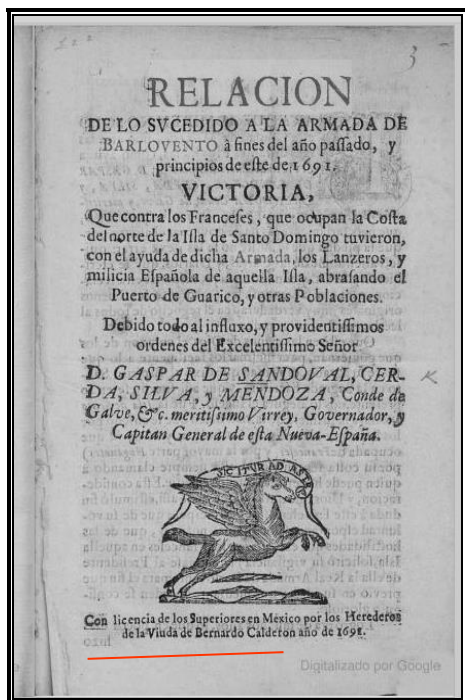 3
RELACION
DE LO SVCEDIDO A LA ARMADA DE
BARLOVENTO à fines del año paſſado, y
principios de este de 1691.
VICTORIA,
Que contra los Franceſes, que ocupan la Coſta
del norte de la Iſla de Santo Domingo tuvieron,
con el ayuda de dicha Armada, los Lanzeros, y
milicia Eſpañola de aquella Iſla, abraſando el
Puerto de Guarico, y otras Poblaciones.
Debido todo al influxo, y providentiſſimos
ordenes del Excelentiſſimo Señor
D. GASPAR DE SANDOVAL, CER-
DA, SILVA, y MENDOZA, Conde de
Galve, &c. meritiſſimo Virrey, Governador, y
Capitan General de eſta Nueva-Eſpaña.
SIC ITUR AD AS
Con licencia de los Superiores en Mexico por los Herederos
de la Viuda de Bernardo Calderon año de 1691.
Digitalizado por Google